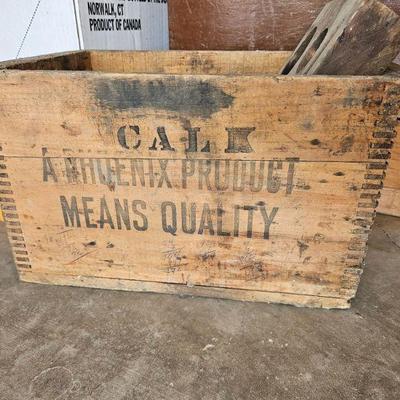 NORWALK, CT
PRODUCT OF CANADA
CALK
A PHOENIX PRODUCT
MEANS QUALITY